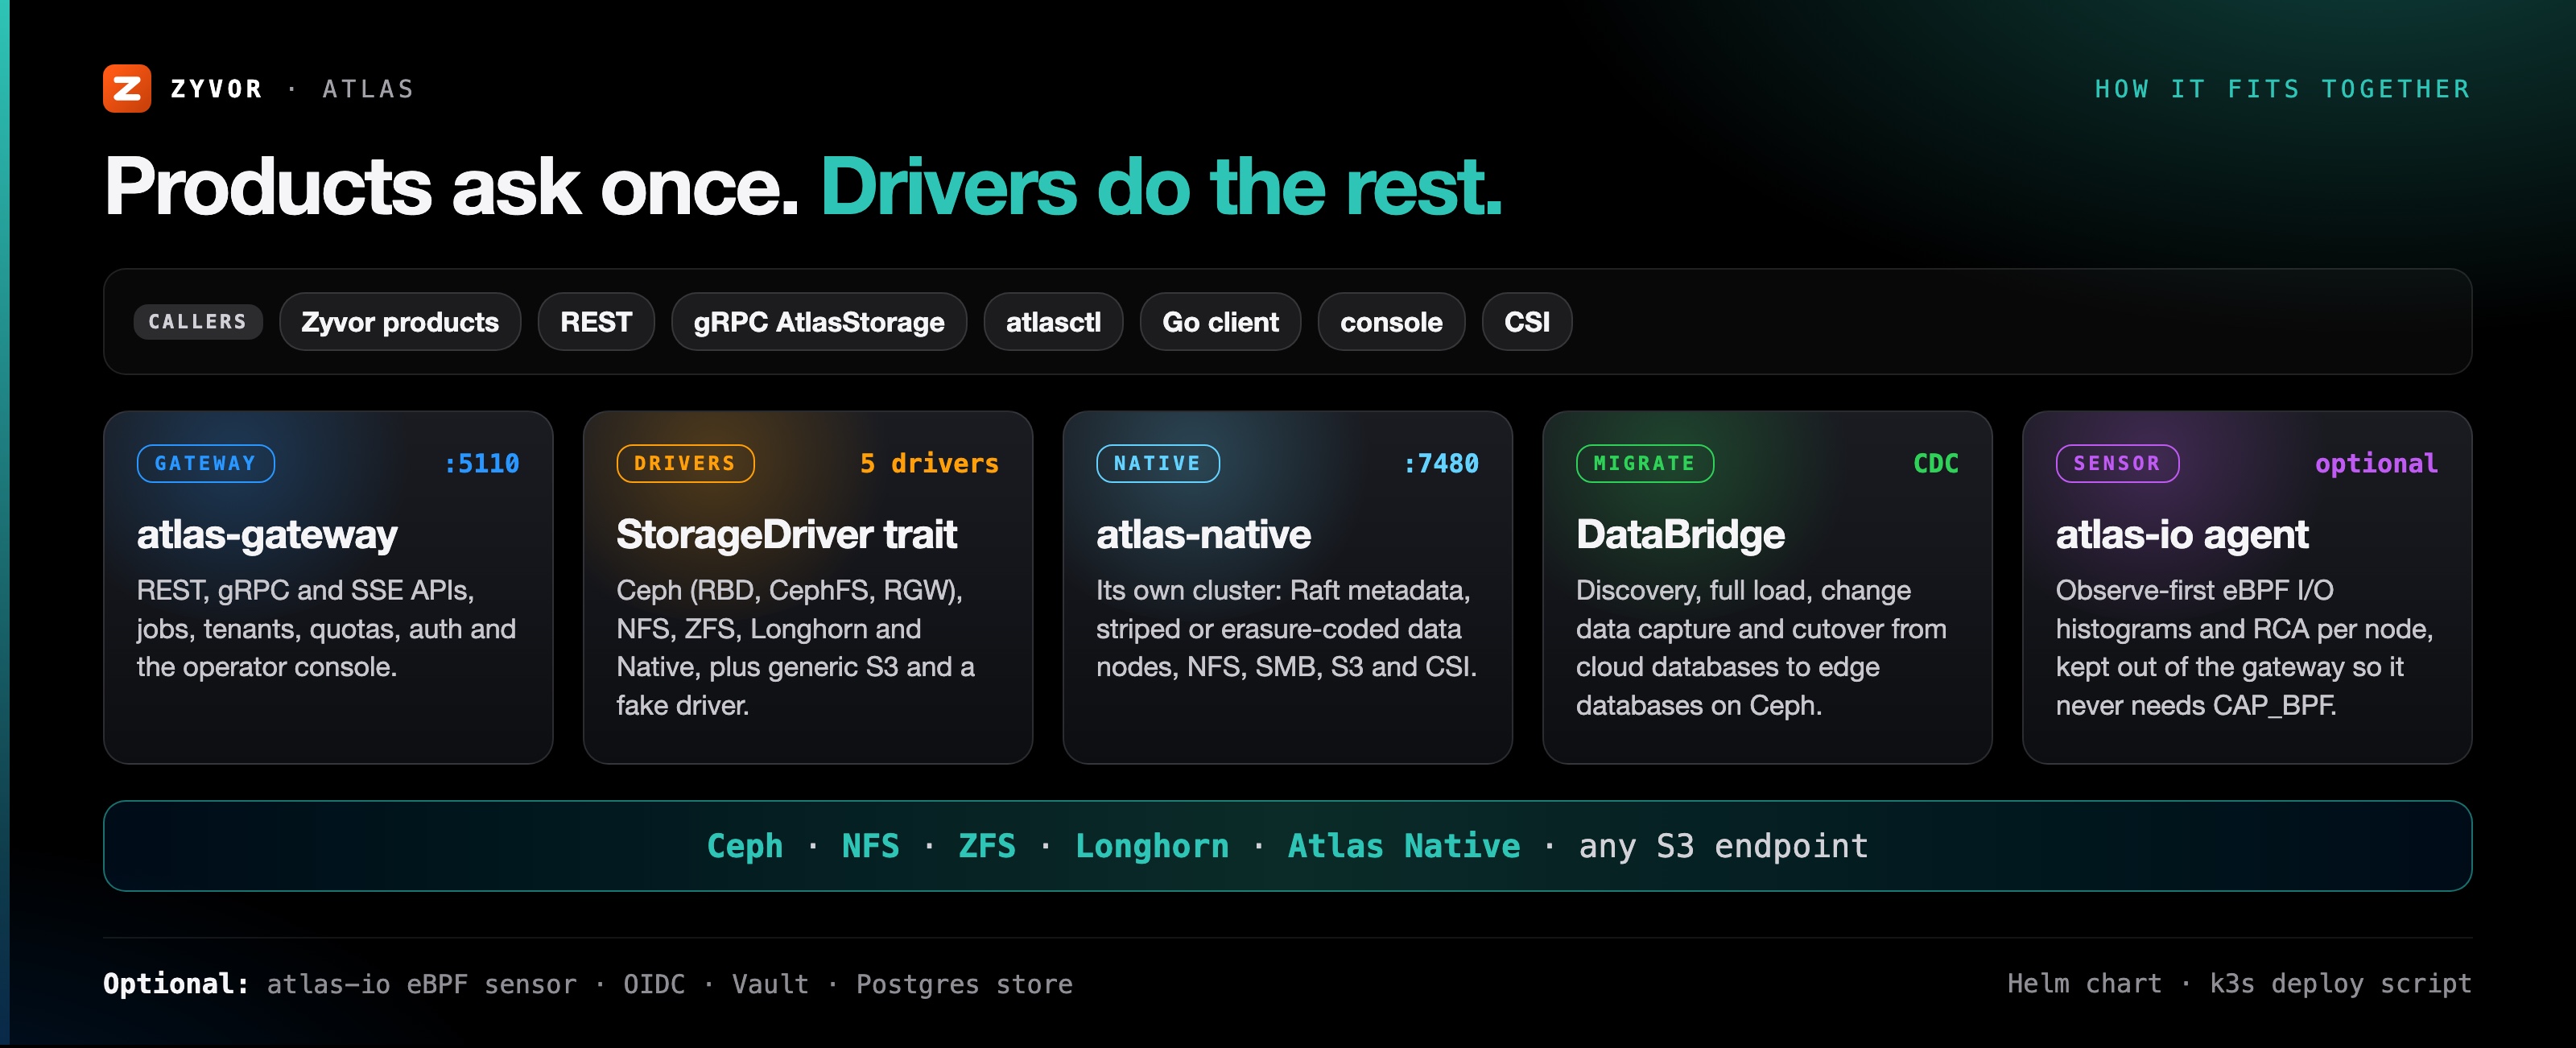 ZYVOR · ATLAS
HOW IT FITS TOGETHER
Products ask once. Drivers do the rest.
CALLERS Zyvor products REST gRPC AtlasStorage atlasctl Go client console CSI
GATEWAY :5110
atlas-gateway
REST, gRPC and SSE APIs,
jobs, tenants, quotas, auth and
the operator console.
DRIVERS 5 drivers
StorageDriver trait
Ceph (RBD, CephFS, RGW),
NFS, ZFS, Longhorn and
Native, plus generic S3 and a
fake driver.
NATIVE :7480
atlas-native
Its own cluster: Raft metadata,
striped or erasure-coded data
nodes, NFS, SMB, S3 and CSI.
MIGRATE CDC
DataBridge
Discovery, full load, change
data capture and cutover from
cloud databases to edge
databases on Ceph.
SENSOR optional
atlas-io agent
Observe-first eBPF I/O
histograms and RCA per node,
kept out of the gateway so it
never needs CAP_BPF.
Ceph · NFS · ZFS · Longhorn · Atlas Native · any S3 endpoint
Optional: atlas-io eBPF sensor · OIDC · Vault · Postgres store
Helm chart · k3s deploy script